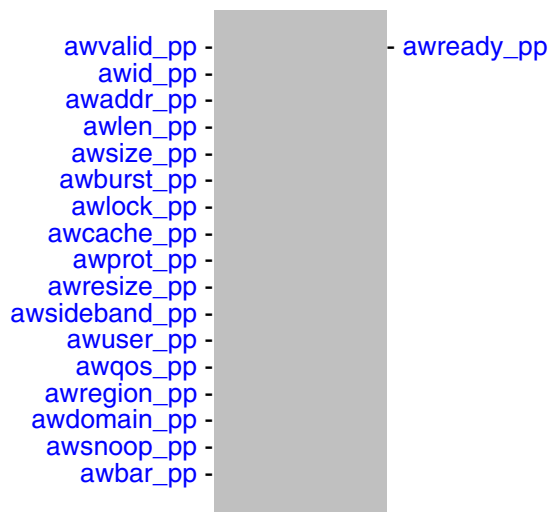 awvalid_pp - - awready_pp
awid_pp -
awaddr_pp -
awlen_pp -
awsize_pp -
awburst_pp -
awlock_pp -
awcache_pp -
awprot_pp -
awresize_pp -
awsideband_pp -
awuser_pp -
awqos_pp -
awregion_pp -
awdomain_pp -
awsnoop_pp -
awbar_pp -